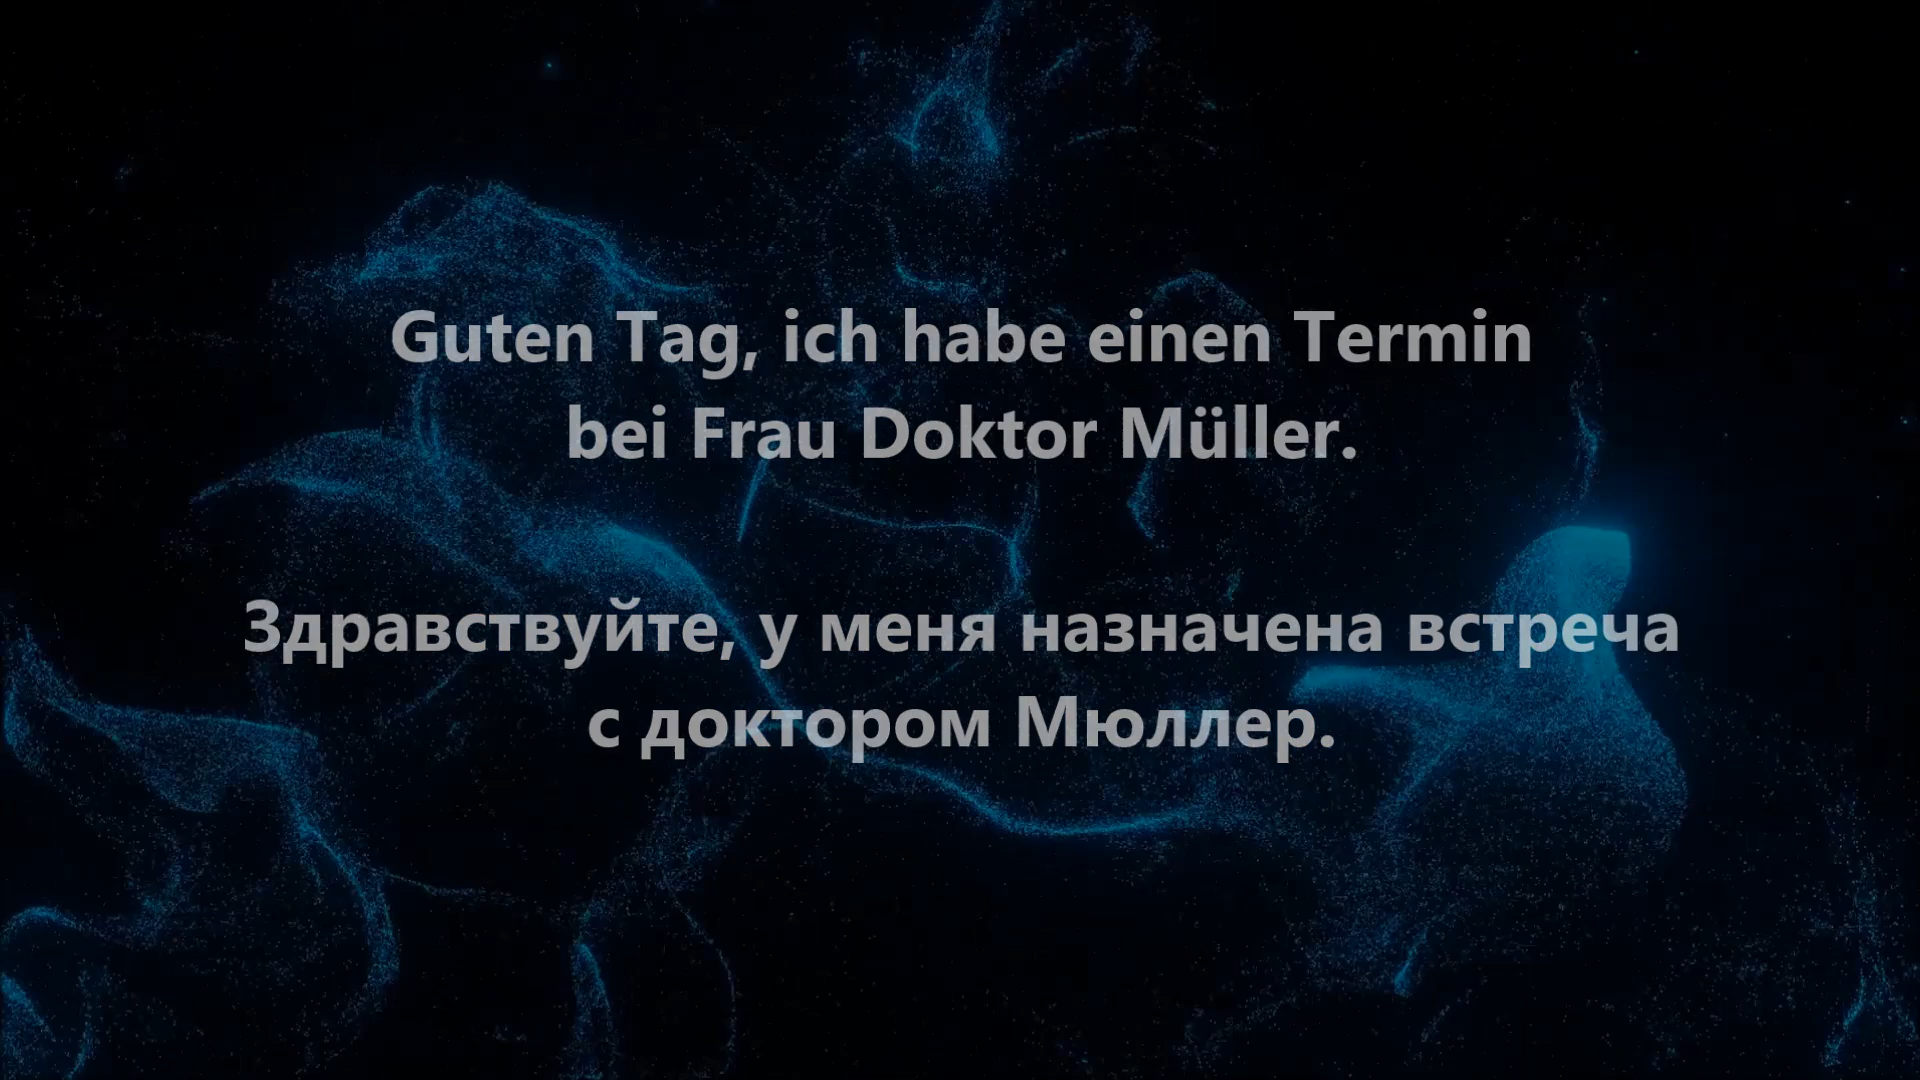 Guten Tag, ich habe einen Termin
bei Frau Doktor Müller.
Здравствуйте, у меня назначена встреча
с доктором Мюллер.